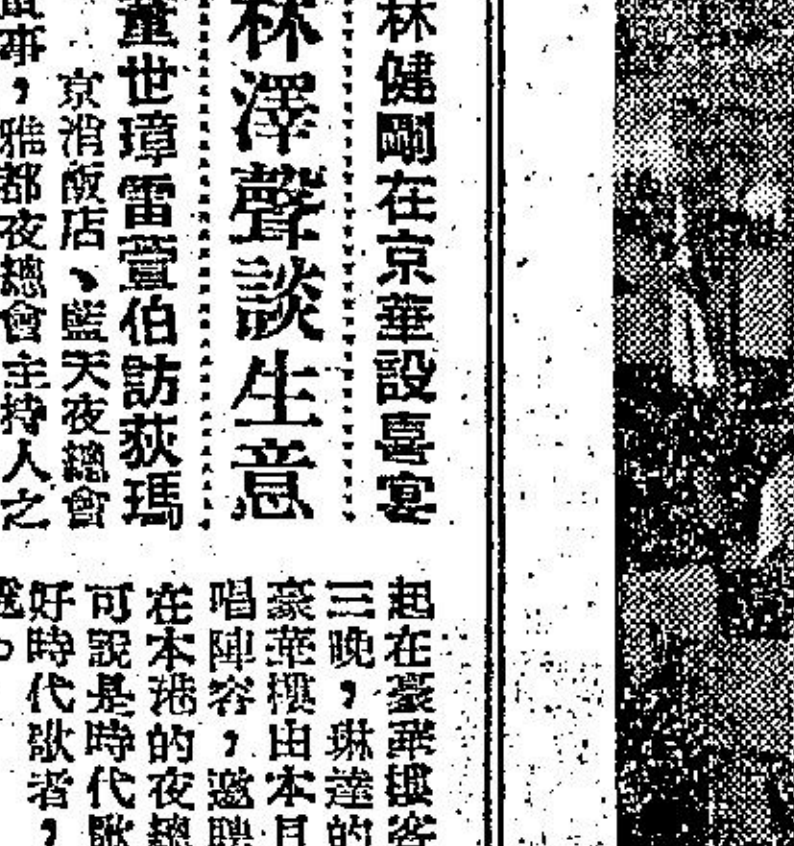 林健剛在京華設喜宴
林澤聲談生意
董世璋雷萱伯訪荻瑪
京滑飯店、藍天夜總會
事，雅都夜總會主持人之
起在豪華樓客
三晚，琳達的
豪華樓由本月
唱陣容，邀聘
在本港的夜總
可說是時代歌
好時代歌者，